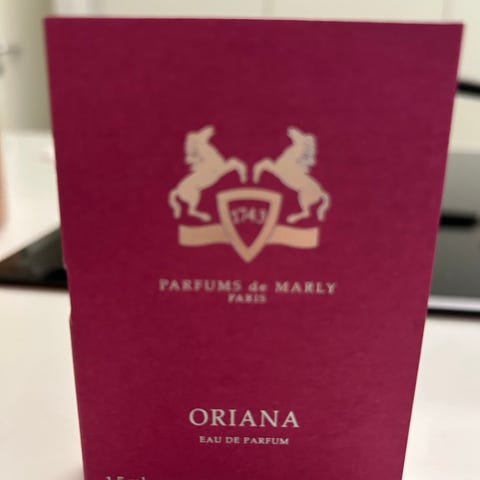 1743
PARFUMS de MARLY
PARIS
ORIANA
EAU DE PARFUM